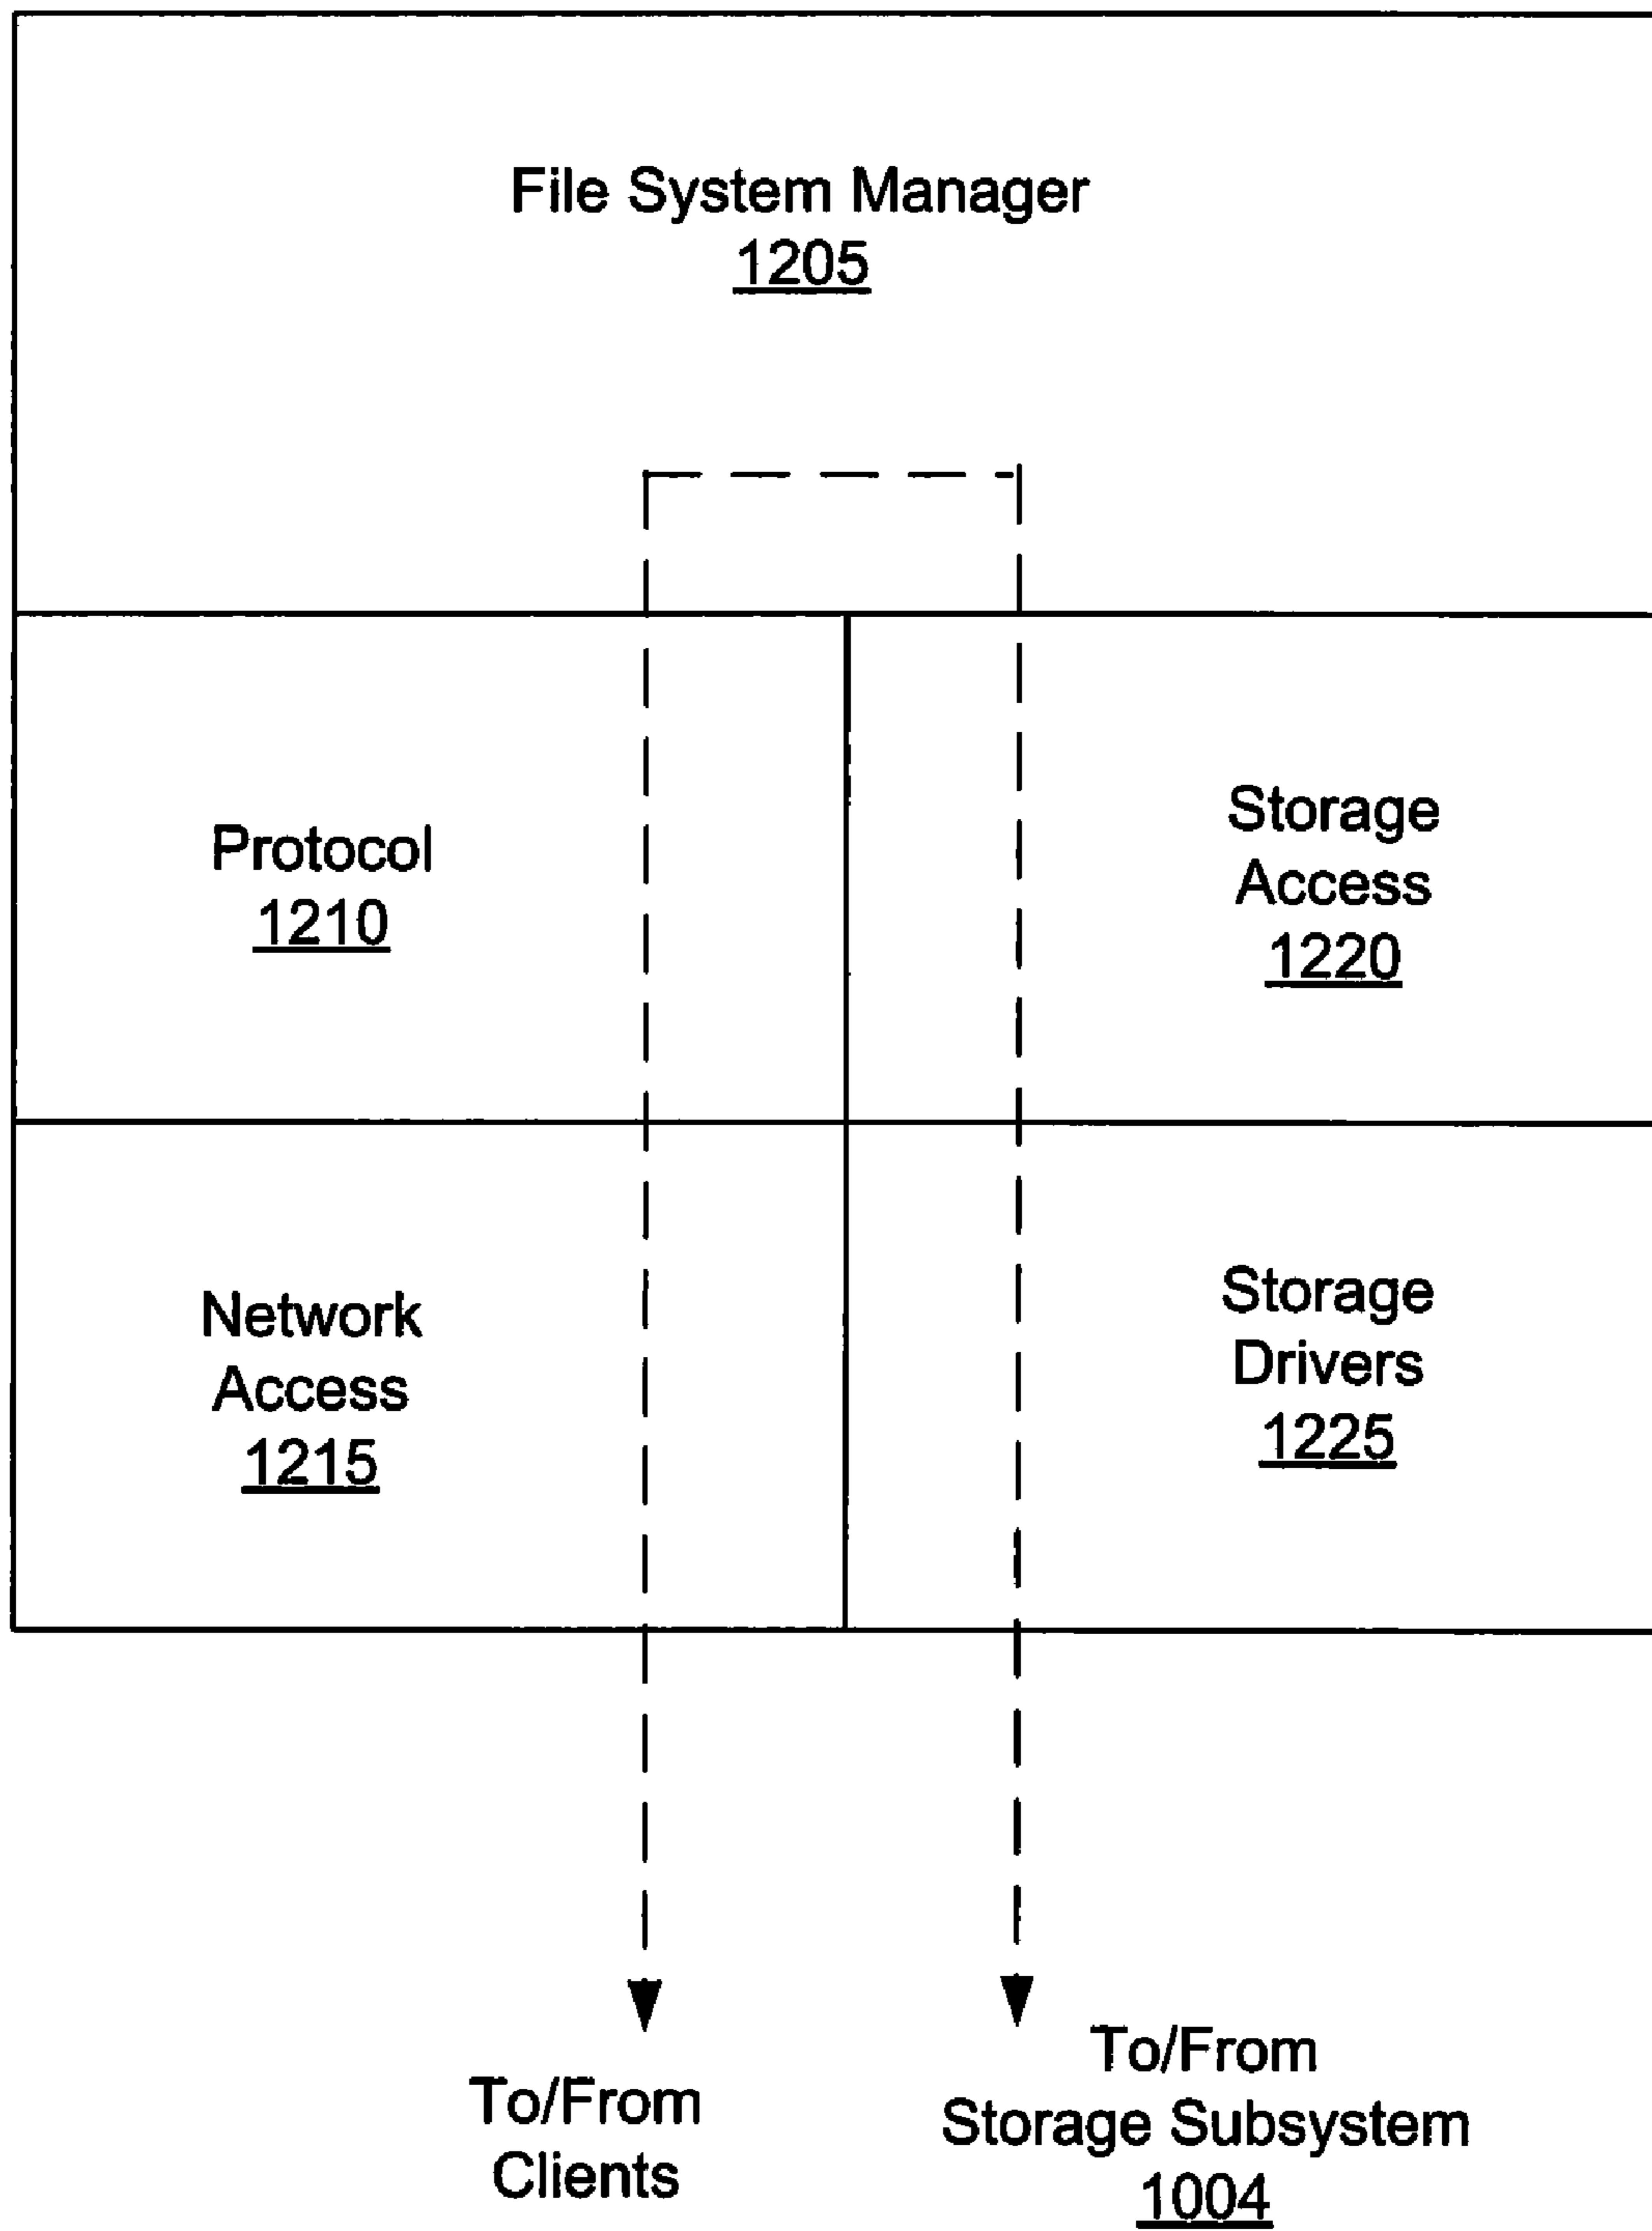 File System Manager
1205
Protocol
1210
Storage
Access
1220
Network
Access
1215
Storage
Drivers
1225
To/From
Clients
To/From
Storage Subsystem
1004